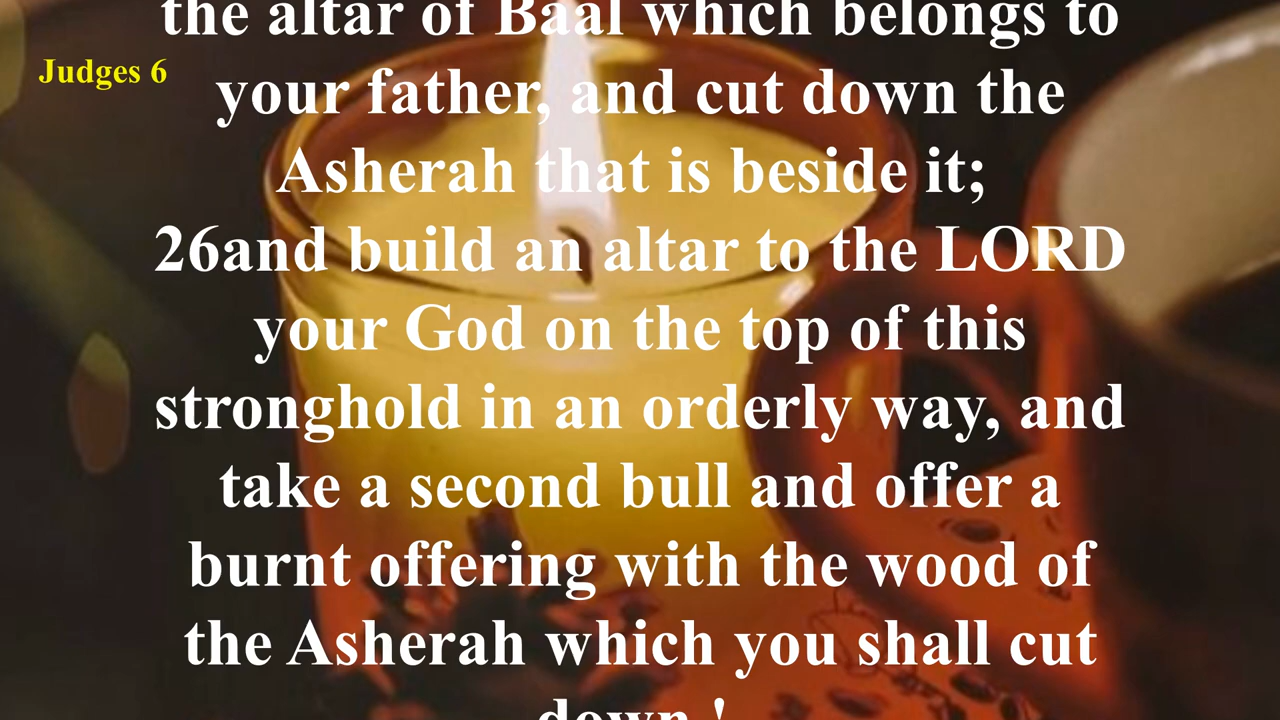 the altar of Baal which belongs to
Judges 6
your father, and cut down the
Asherah that is beside it;
26and build an altar to the LORD
your God on the top of this
stronghold in an orderly way, and
take a second bull and offer a
burnt offering with the wood of
the Asherah which you shall cut
down.'